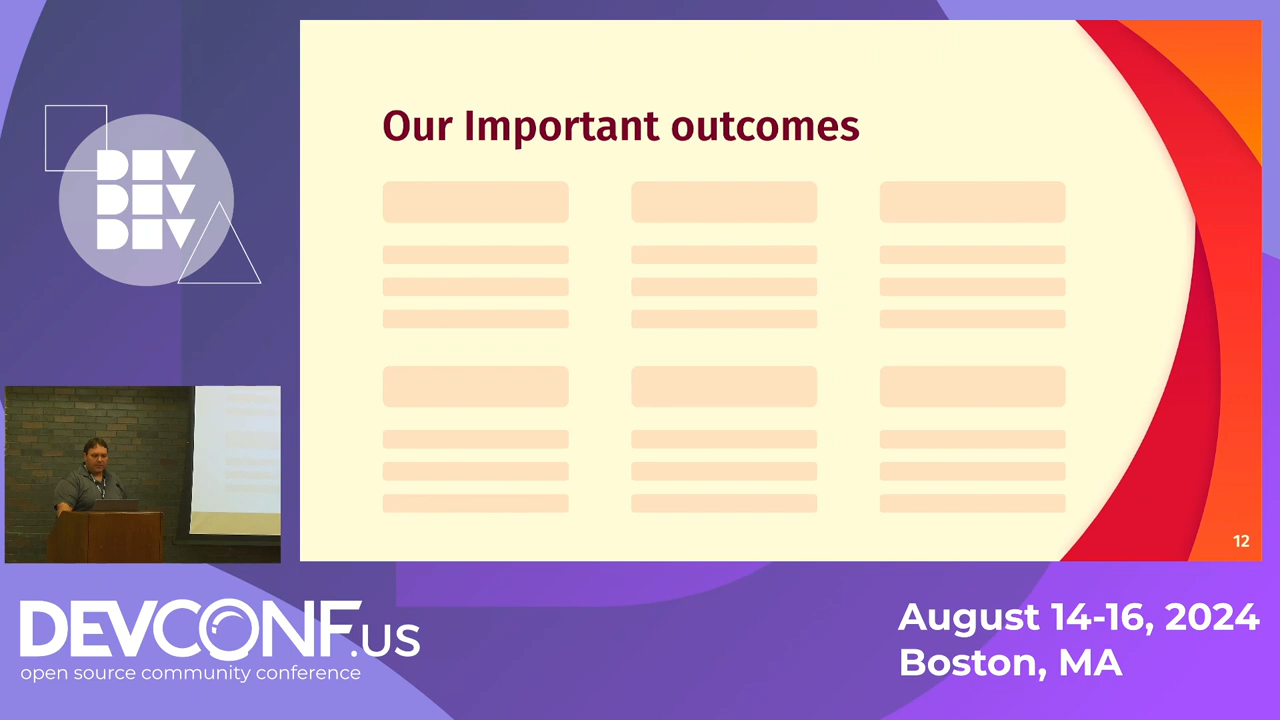 Our Important outcomes
12
DEV
DEV
DEV
DEVCONF.US
open source community conference
August 14-16, 2024
Boston, MA